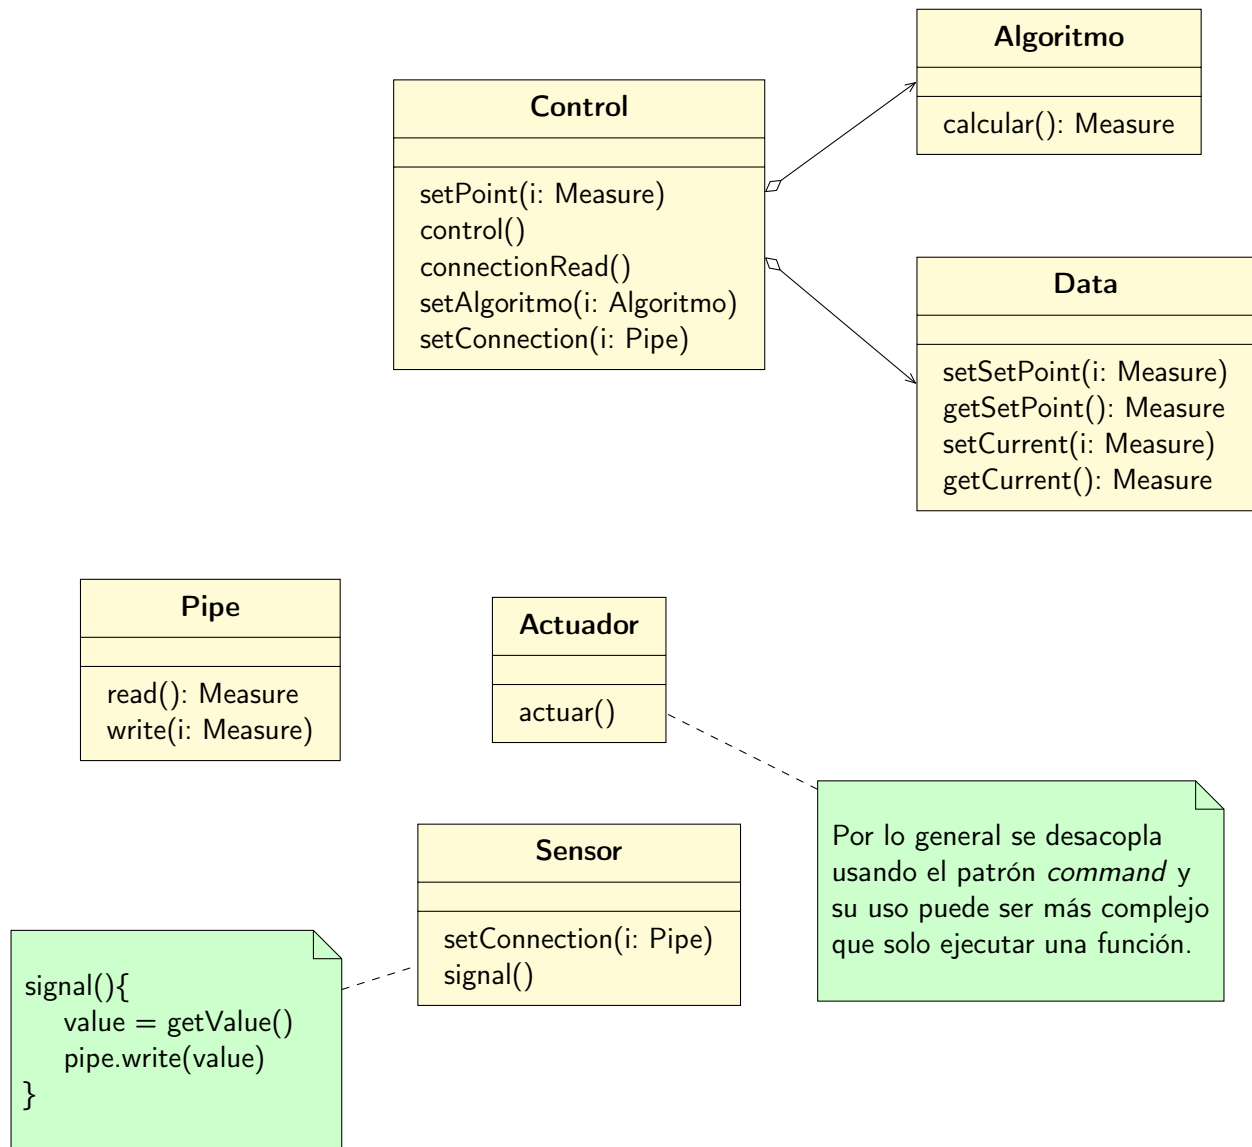 Algoritmo
calcular(): Measure
Control
setPoint(i: Measure)
control()
connectionRead()
setAlgoritmo(i: Algoritmo)
setConnection(i: Pipe)
Data
setSetPoint(i: Measure)
getSetPoint(): Measure
setCurrent(i: Measure)
getCurrent(): Measure
Pipe
read(): Measure
write(i: Measure)
Actuador
actuar()
Por lo general se desacopla
usando el patrón command y
su uso puede ser más complejo
que solo ejecutar una función.
Sensor
setConnection(i: Pipe)
signal()
signal(){
value = getValue()
pipe.write(value)
}